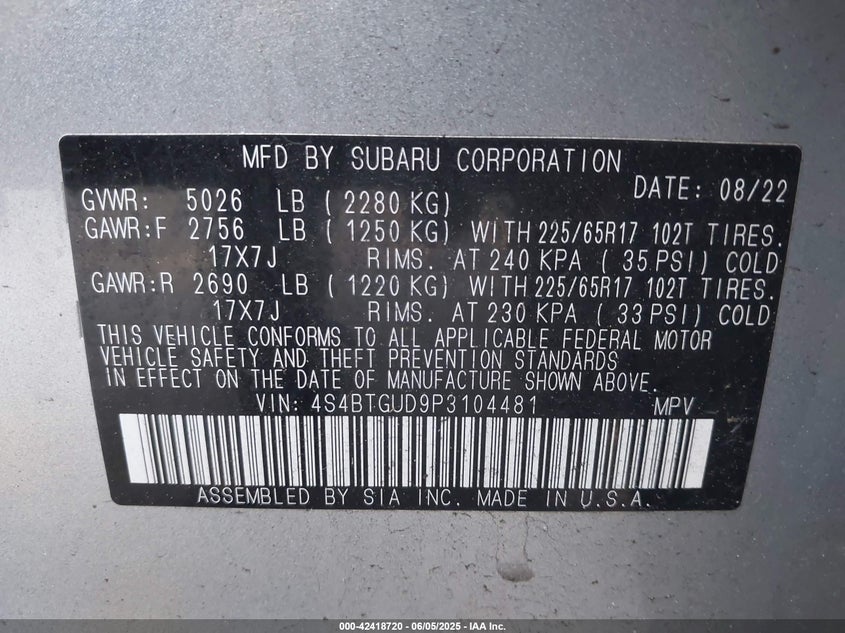 MFD BY SUBARU CORPORATION
DATE: 08/22
GVWR: 5026 LB ( 2280 KG)
GAWR:F 2756 LB ( 1250 KG) WITH 225/65R17 102T TIRES.
17X7J RIMS. AT 240 KPA ( 35 PSI) COLD
GAWR:R 2690 LB ( 1220 KG) WITH 225/65R17 102T TIRES.
17X7J RIMS. AT 230 KPA ( 33 PSI) COLD
THIS VEHICLE CONFORMS TO ALL APPLICABLE FEDERAL MOTOR
VEHICLE SAFETY AND THEFT PREVENTION STANDARDS
IN EFFECT ON THE DATE OF MANUFACTURE SHOWN ABOVE.
VIN: 4S4BTGUD9P3104481 MPV
ASSEMBLED BY SIA INC. MADE IN U.S.A.
000-42418720 - 06/05/2025 - IAA Inc.